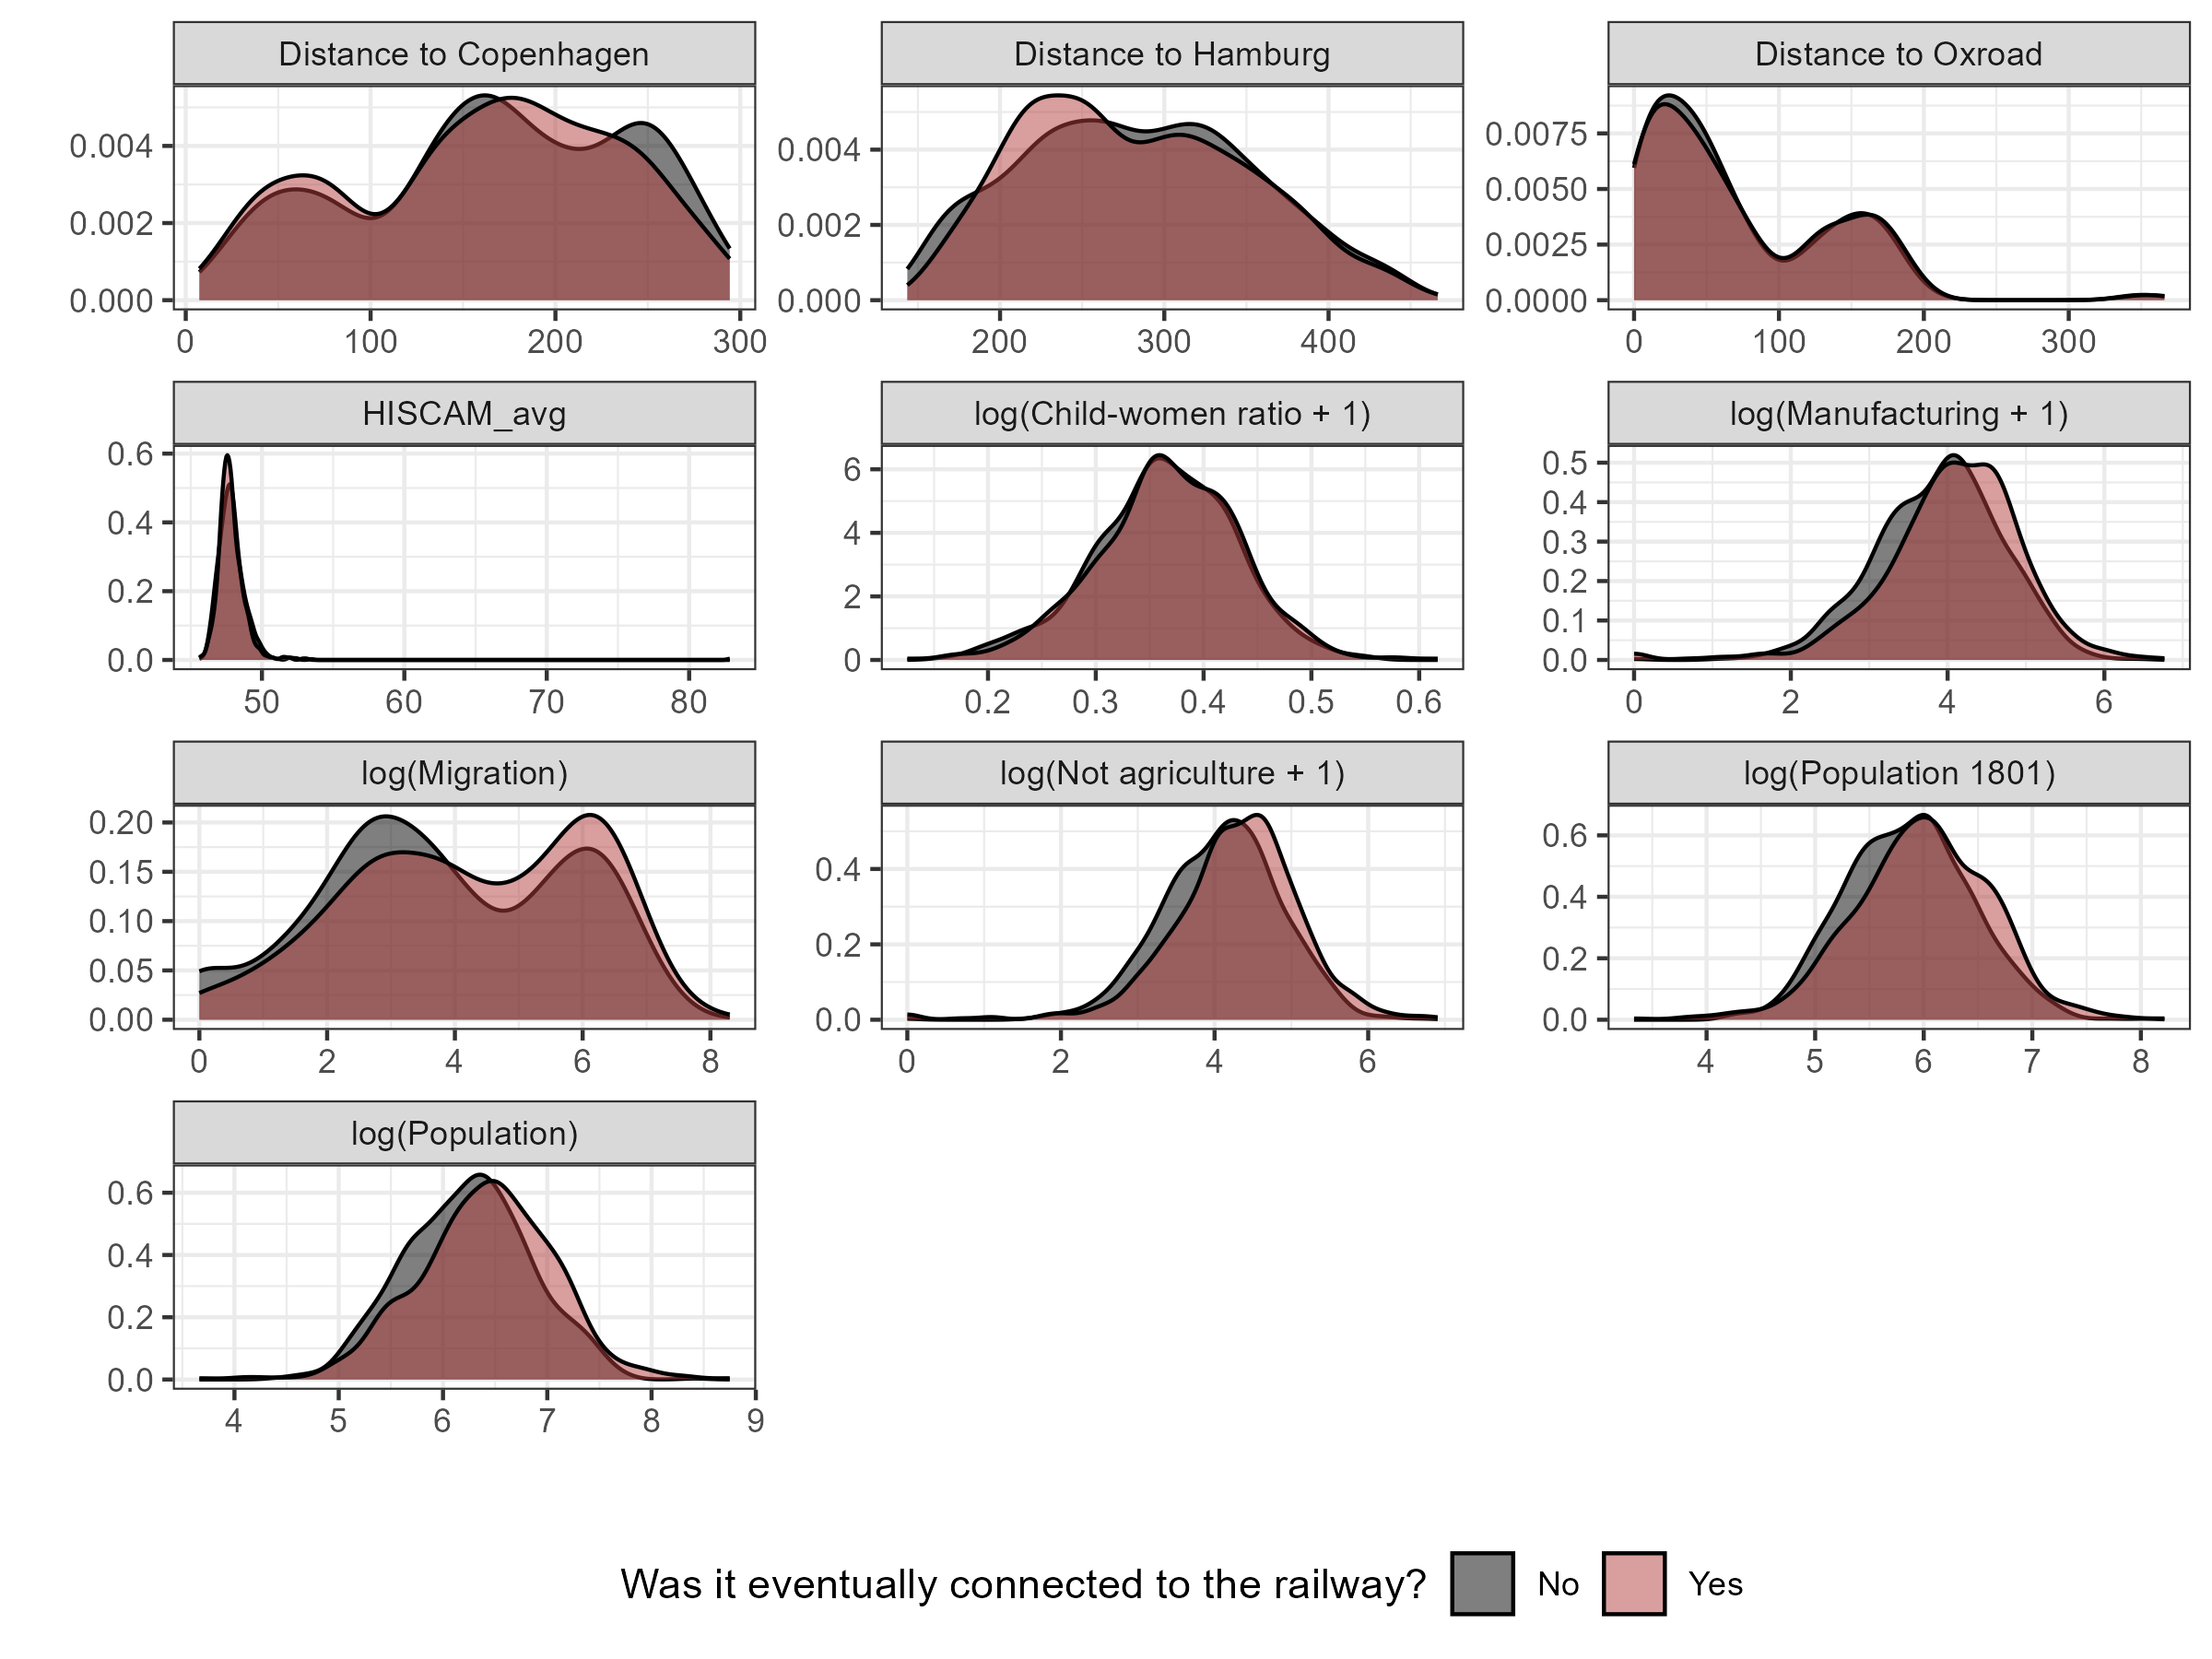 Distance to Copenhagen
Distance to Hamburg
Distance to Oxroad
0.004
0.002
0.000
0 100 200 300
0.004
0.002
0.000
200 300 400
0.0075
0.0050
0.0025
0.0000
0 100 200 300
HISCAM_avg
log(Child-women ratio + 1)
log(Manufacturing + 1)
0.6
0.4
0.2
0.0
50 60 70 80
6
4
2
0
0.2 0.3 0.4 0.5 0.6
0.5
0.4
0.3
0.2
0.1
0.0
0 2 4 6
log(Migration)
log(Not agriculture + 1)
log(Population 1801)
0.20
0.15
0.10
0.05
0.00
0 2 4 6 8
0.4
0.2
0.0
0 2 4 6
0.6
0.4
0.2
0.0
4 5 6 7 8
log(Population)
0.6
0.4
0.2
0.0
4 5 6 7 8 9
Was it eventually connected to the railway? No Yes